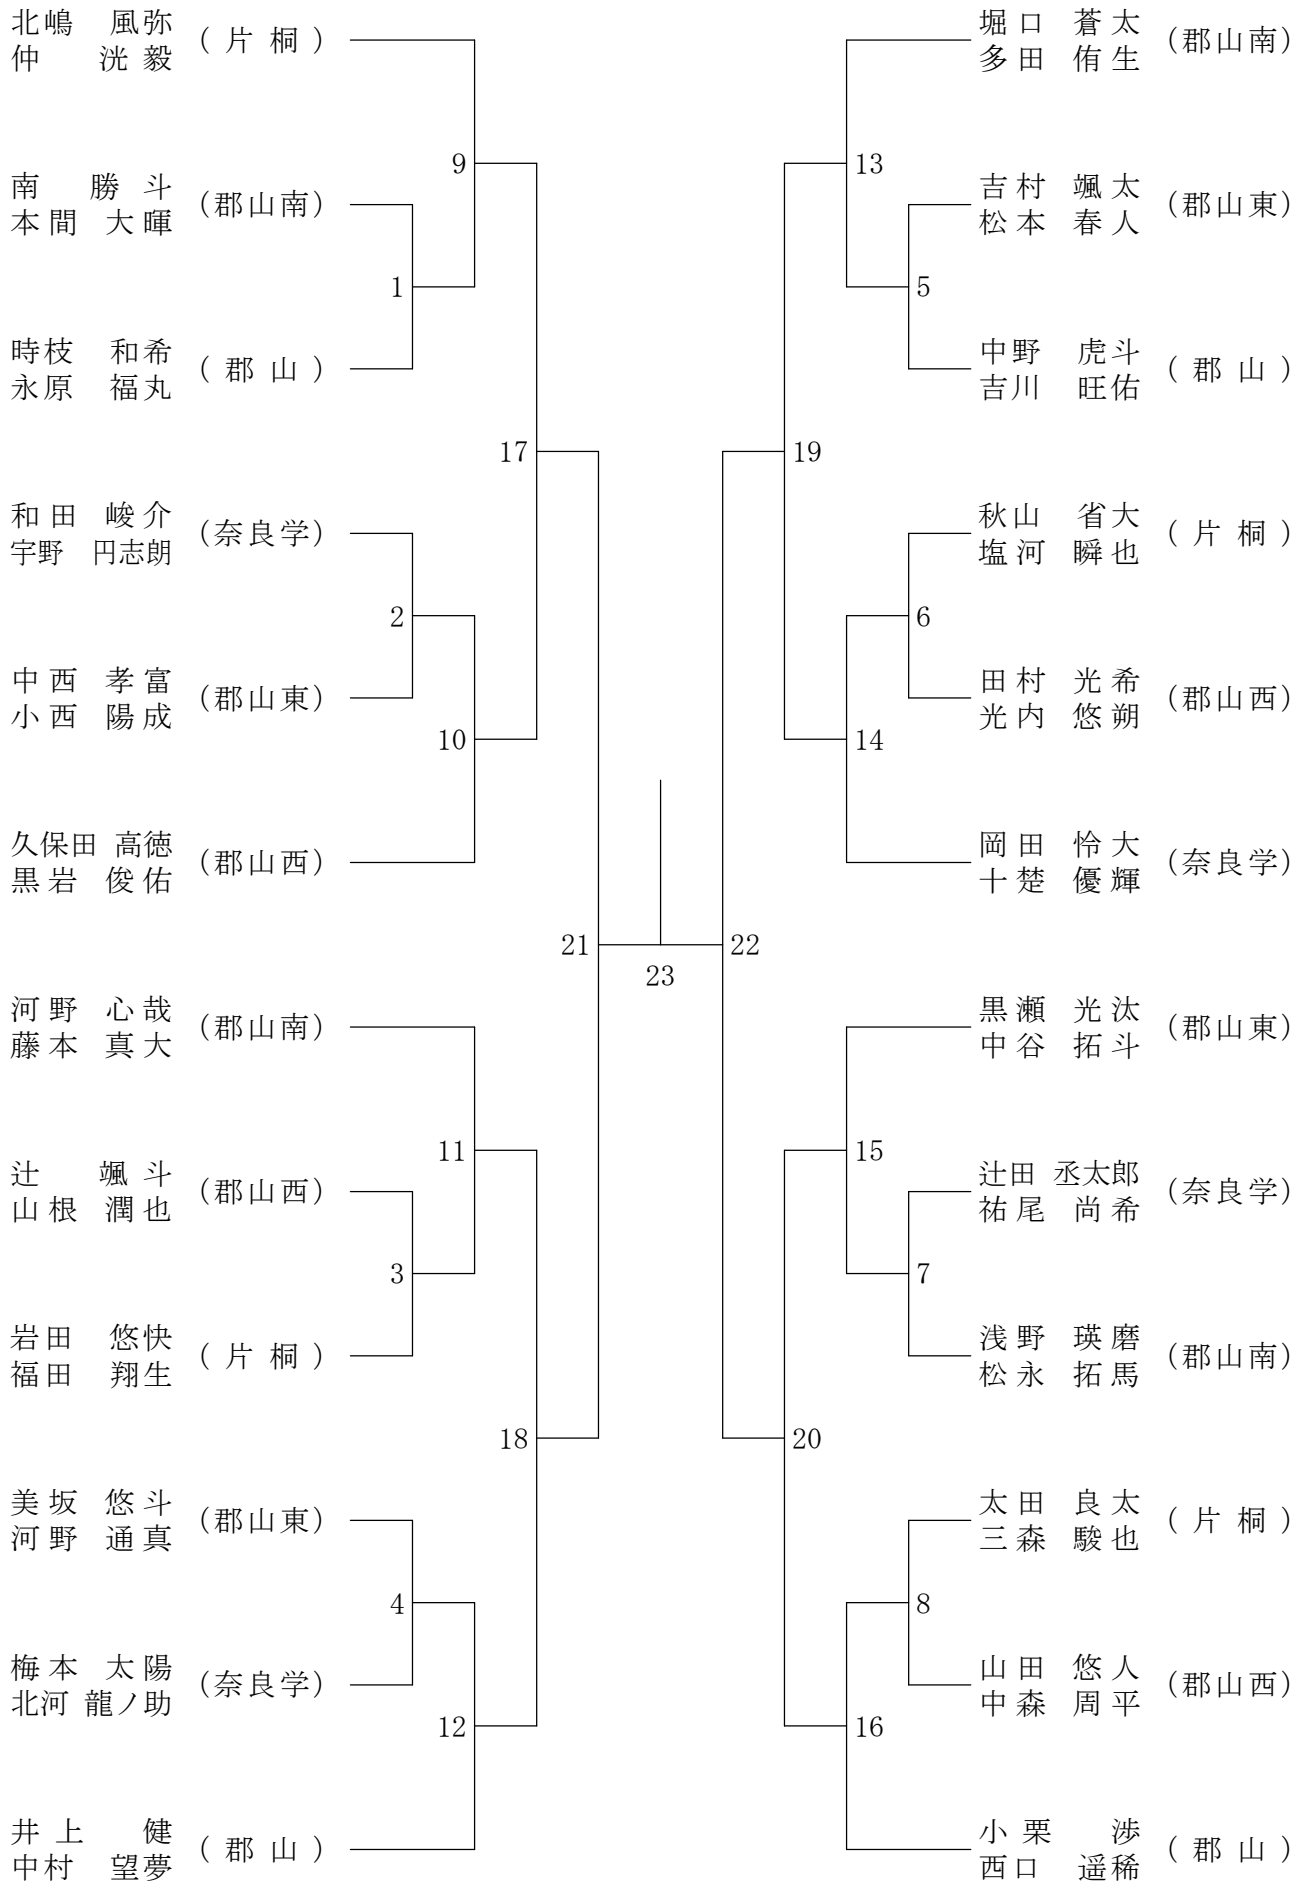 北嶋 風弥
仲 洸毅
(片桐)
9
南 勝斗
本間 大暉
(郡山南)
1
時枝 和希
永原 福丸
(郡山)
17
和田 峻介
宇野 円志朗
(奈良学)
2
中西 孝富
小西 陽成
(郡山東)
10
久保田 高徳
黒岩 俊佑
(郡山西)
21
河野 心哉
藤本 真大
(郡山南)
11
辻 颯斗
山根 潤也
(郡山西)
3
岩田 悠快
福田 翔生
(片桐)
18
美坂 悠斗
河野 通真
(郡山東)
4
梅本 太陽
北河 龍ノ助
(奈良学)
12
井上 健
中村 望夢
(郡山)
23
堀口 蒼太
多田 侑生
(郡山南)
13
吉村 颯太
松本 春人
(郡山東)
5
中野 虎斗
吉川 旺佑
(郡山)
19
秋山 省大
塩河 瞬也
(片桐)
6
田村 光希
光内 悠朔
(郡山西)
14
岡田 怜大
十楚 優輝
(奈良学)
22
黒瀬 光汰
中谷 拓斗
(郡山東)
15
辻田 丞太郎
祐尾 尚希
(奈良学)
7
浅野 瑛磨
松永 拓馬
(郡山南)
20
太田 良太
三森 駿也
(片桐)
8
山田 悠人
中森 周平
(郡山西)
16
小栗 渉
西口 遥稀
(郡山)